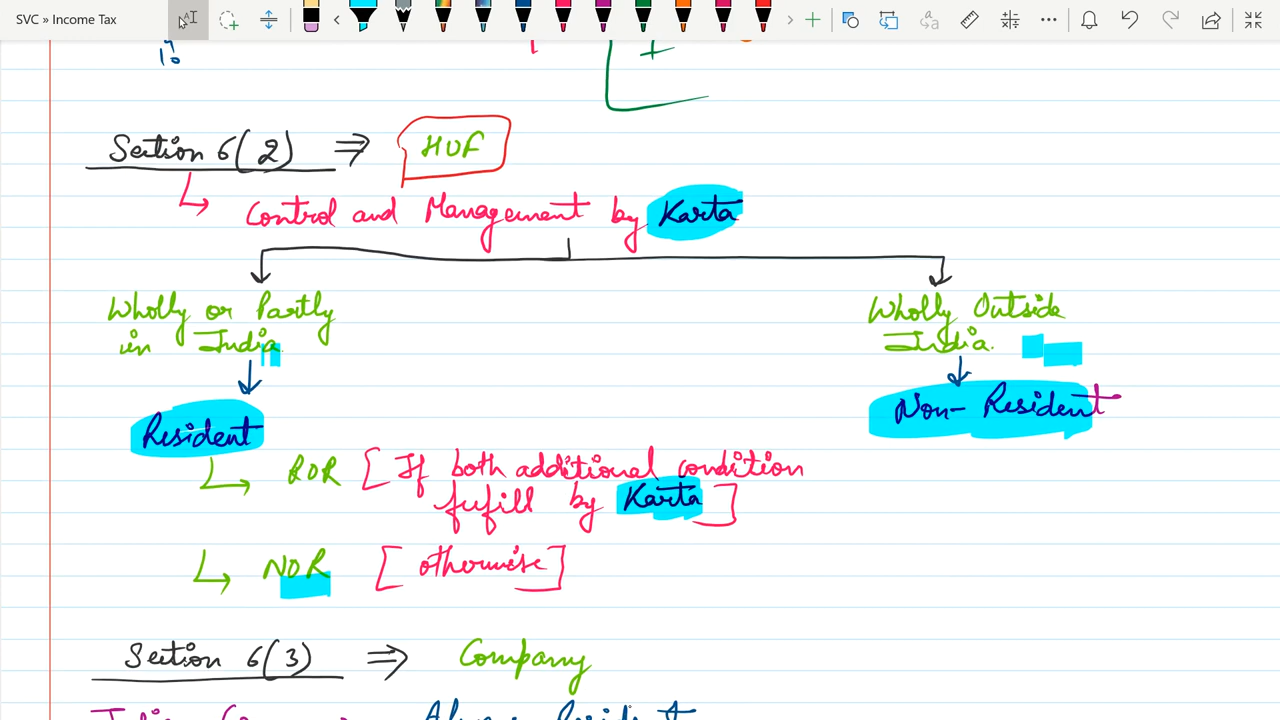 SVC » Income Tax
Section 6(2) ⇒ HUF
↳ Control and Management by Karta
Wholly or Partly
in India.
Wholly Outside
India.
Resident
Non-Resident
↳ ROR [If both additional condition
fufill by Karta]
↳ NOR [otherwise]
Section 6(3) ⇒ Company